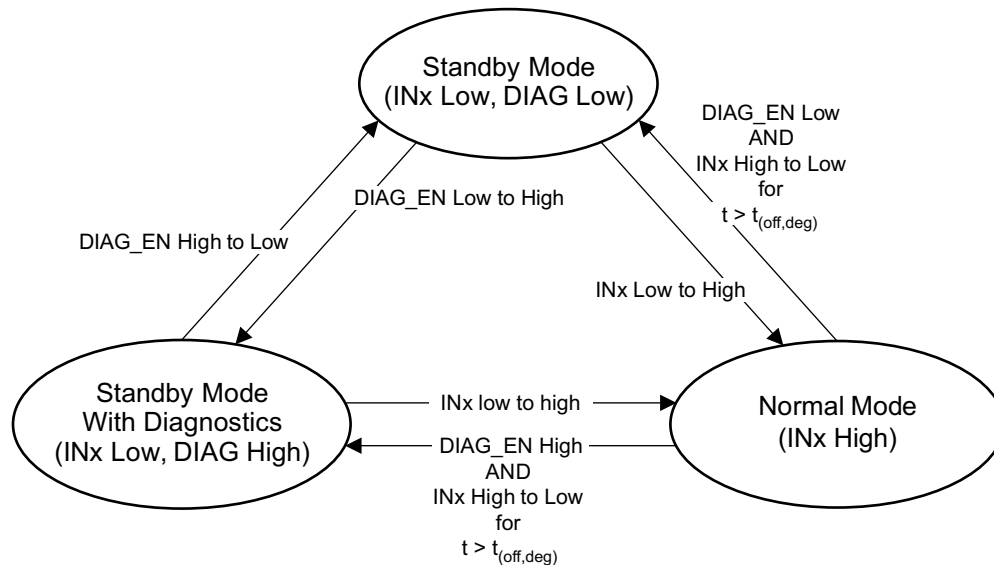 Standby Mode
(INx Low, DIAG Low)
DIAG_EN Low
AND
INx High to Low
for
t > t(off,deg)
DIAG_EN Low to High
DIAG_EN High to Low
INx Low to High
Standby Mode
With Diagnostics
(INx Low, DIAG High)
INx low to high
DIAG_EN High
AND
INx High to Low
for
t > t(off,deg)
Normal Mode
(INx High)